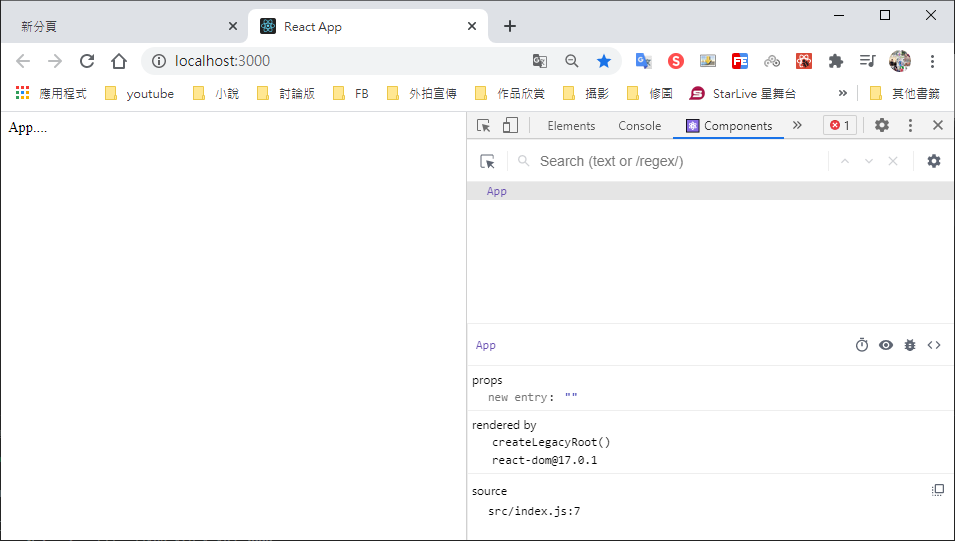 新分頁
React App
localhost:3000
應用程式 youtube 小說 討論版 FB 外拍宣傳 作品欣賞 攝影 修圖 StarLive 星舞台 » 其他書籤
App....
Elements Console Components » 1
Search (text or /regex/)
App
App
props
new entry: ""
rendered by
createLegacyRoot()
react-dom@17.0.1
source
src/index.js:7